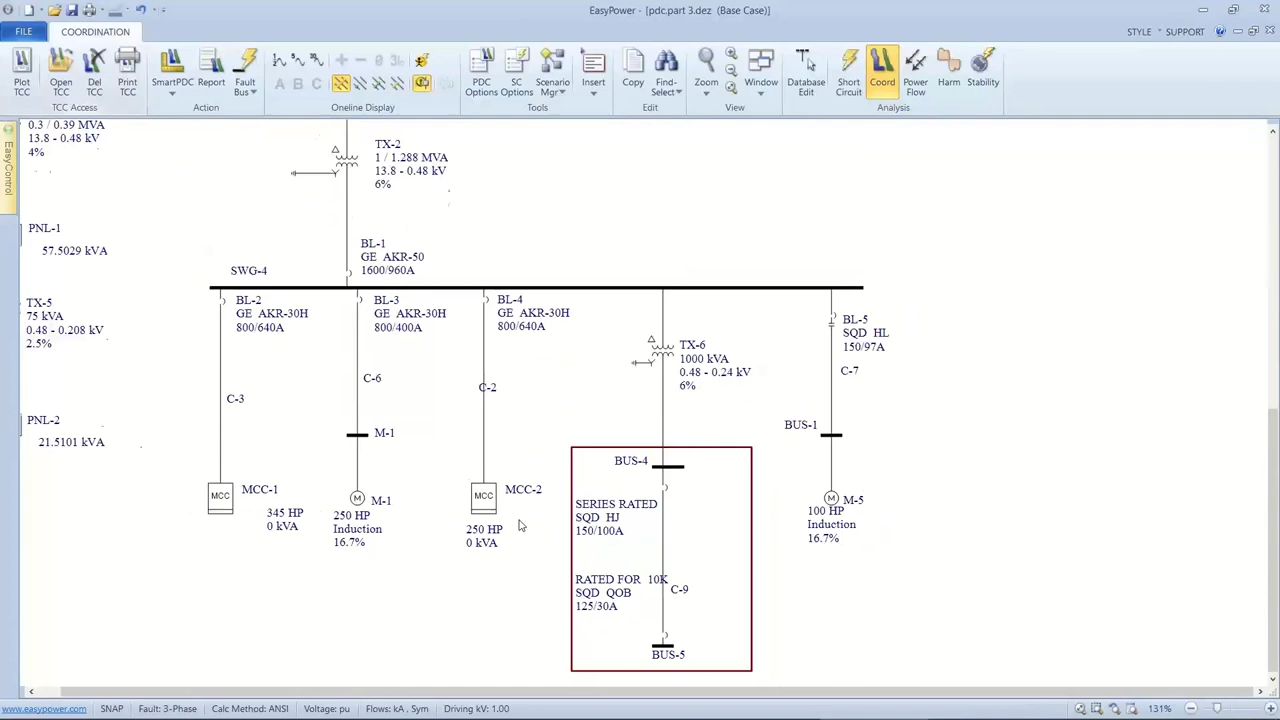 EasyPower - [pdc.part 3.dez (Base Case)]
FILE
COORDINATION
STYLE
SUPPORT
Plot TCC
Open TCC
Del TCC
Print TCC
TCC Access
SmartPDC
Report
Fault Bus
Action
A B C
Oneline Display
PDC Options
SC Options
Scenario Mgr
Insert
Tools
Copy
Find-Select
Edit
Zoom
Window
View
Database Edit
Short Circuit
Coord
Power Flow
Harm
Stability
Analysis
EasyControl
0.3 / 0.39 MVA
13.8 - 0.48 kV
4%
TX-2
1 / 1.288 MVA
13.8 - 0.48 kV
6%
PNL-1
57.5029 kVA
BL-1
GE AKR-50
1600/960A
SWG-4
TX-5
75 kVA
0.48 - 0.208 kV
2.5%
BL-2
GE AKR-30H
800/640A
BL-3
GE AKR-30H
800/400A
BL-4
GE AKR-30H
800/640A
TX-6
1000 kVA
0.48 - 0.24 kV
6%
BL-5
SQD HL
150/97A
C-7
C-3
C-6
C-2
PNL-2
21.5101 kVA
M-1
BUS-1
MCC
MCC-1
345 HP
0 kVA
M
M-1
250 HP
Induction
16.7%
MCC
MCC-2
250 HP
0 kVA
BUS-4
SERIES RATED
SQD HJ
150/100A
RATED FOR 10K
SQD QOB
125/30A
C-9
BUS-5
M
M-5
100 HP
Induction
16.7%
www.easypower.com
SNAP
Fault: 3-Phase
Calc Method: ANSI
Voltage: pu
Flows: kA , Sym
Driving kV: 1.00
131%